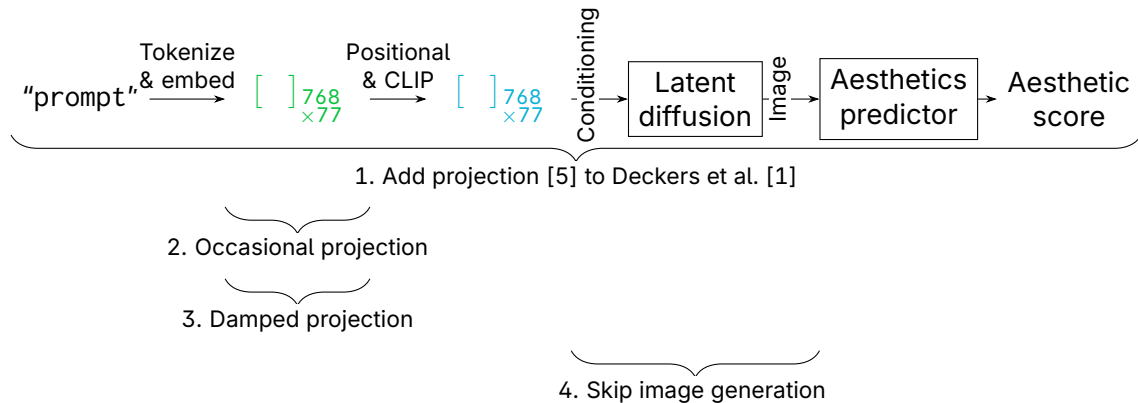 "prompt"
Tokenize
& embed
[ ]768
×77
Positional
& CLIP
[ ]768
×77
Conditioning
Latent
diffusion
Image
Aesthetics
predictor
Aesthetic
score
1. Add projection [5] to Deckers et al. [1]
2. Occasional projection
3. Damped projection
4. Skip image generation